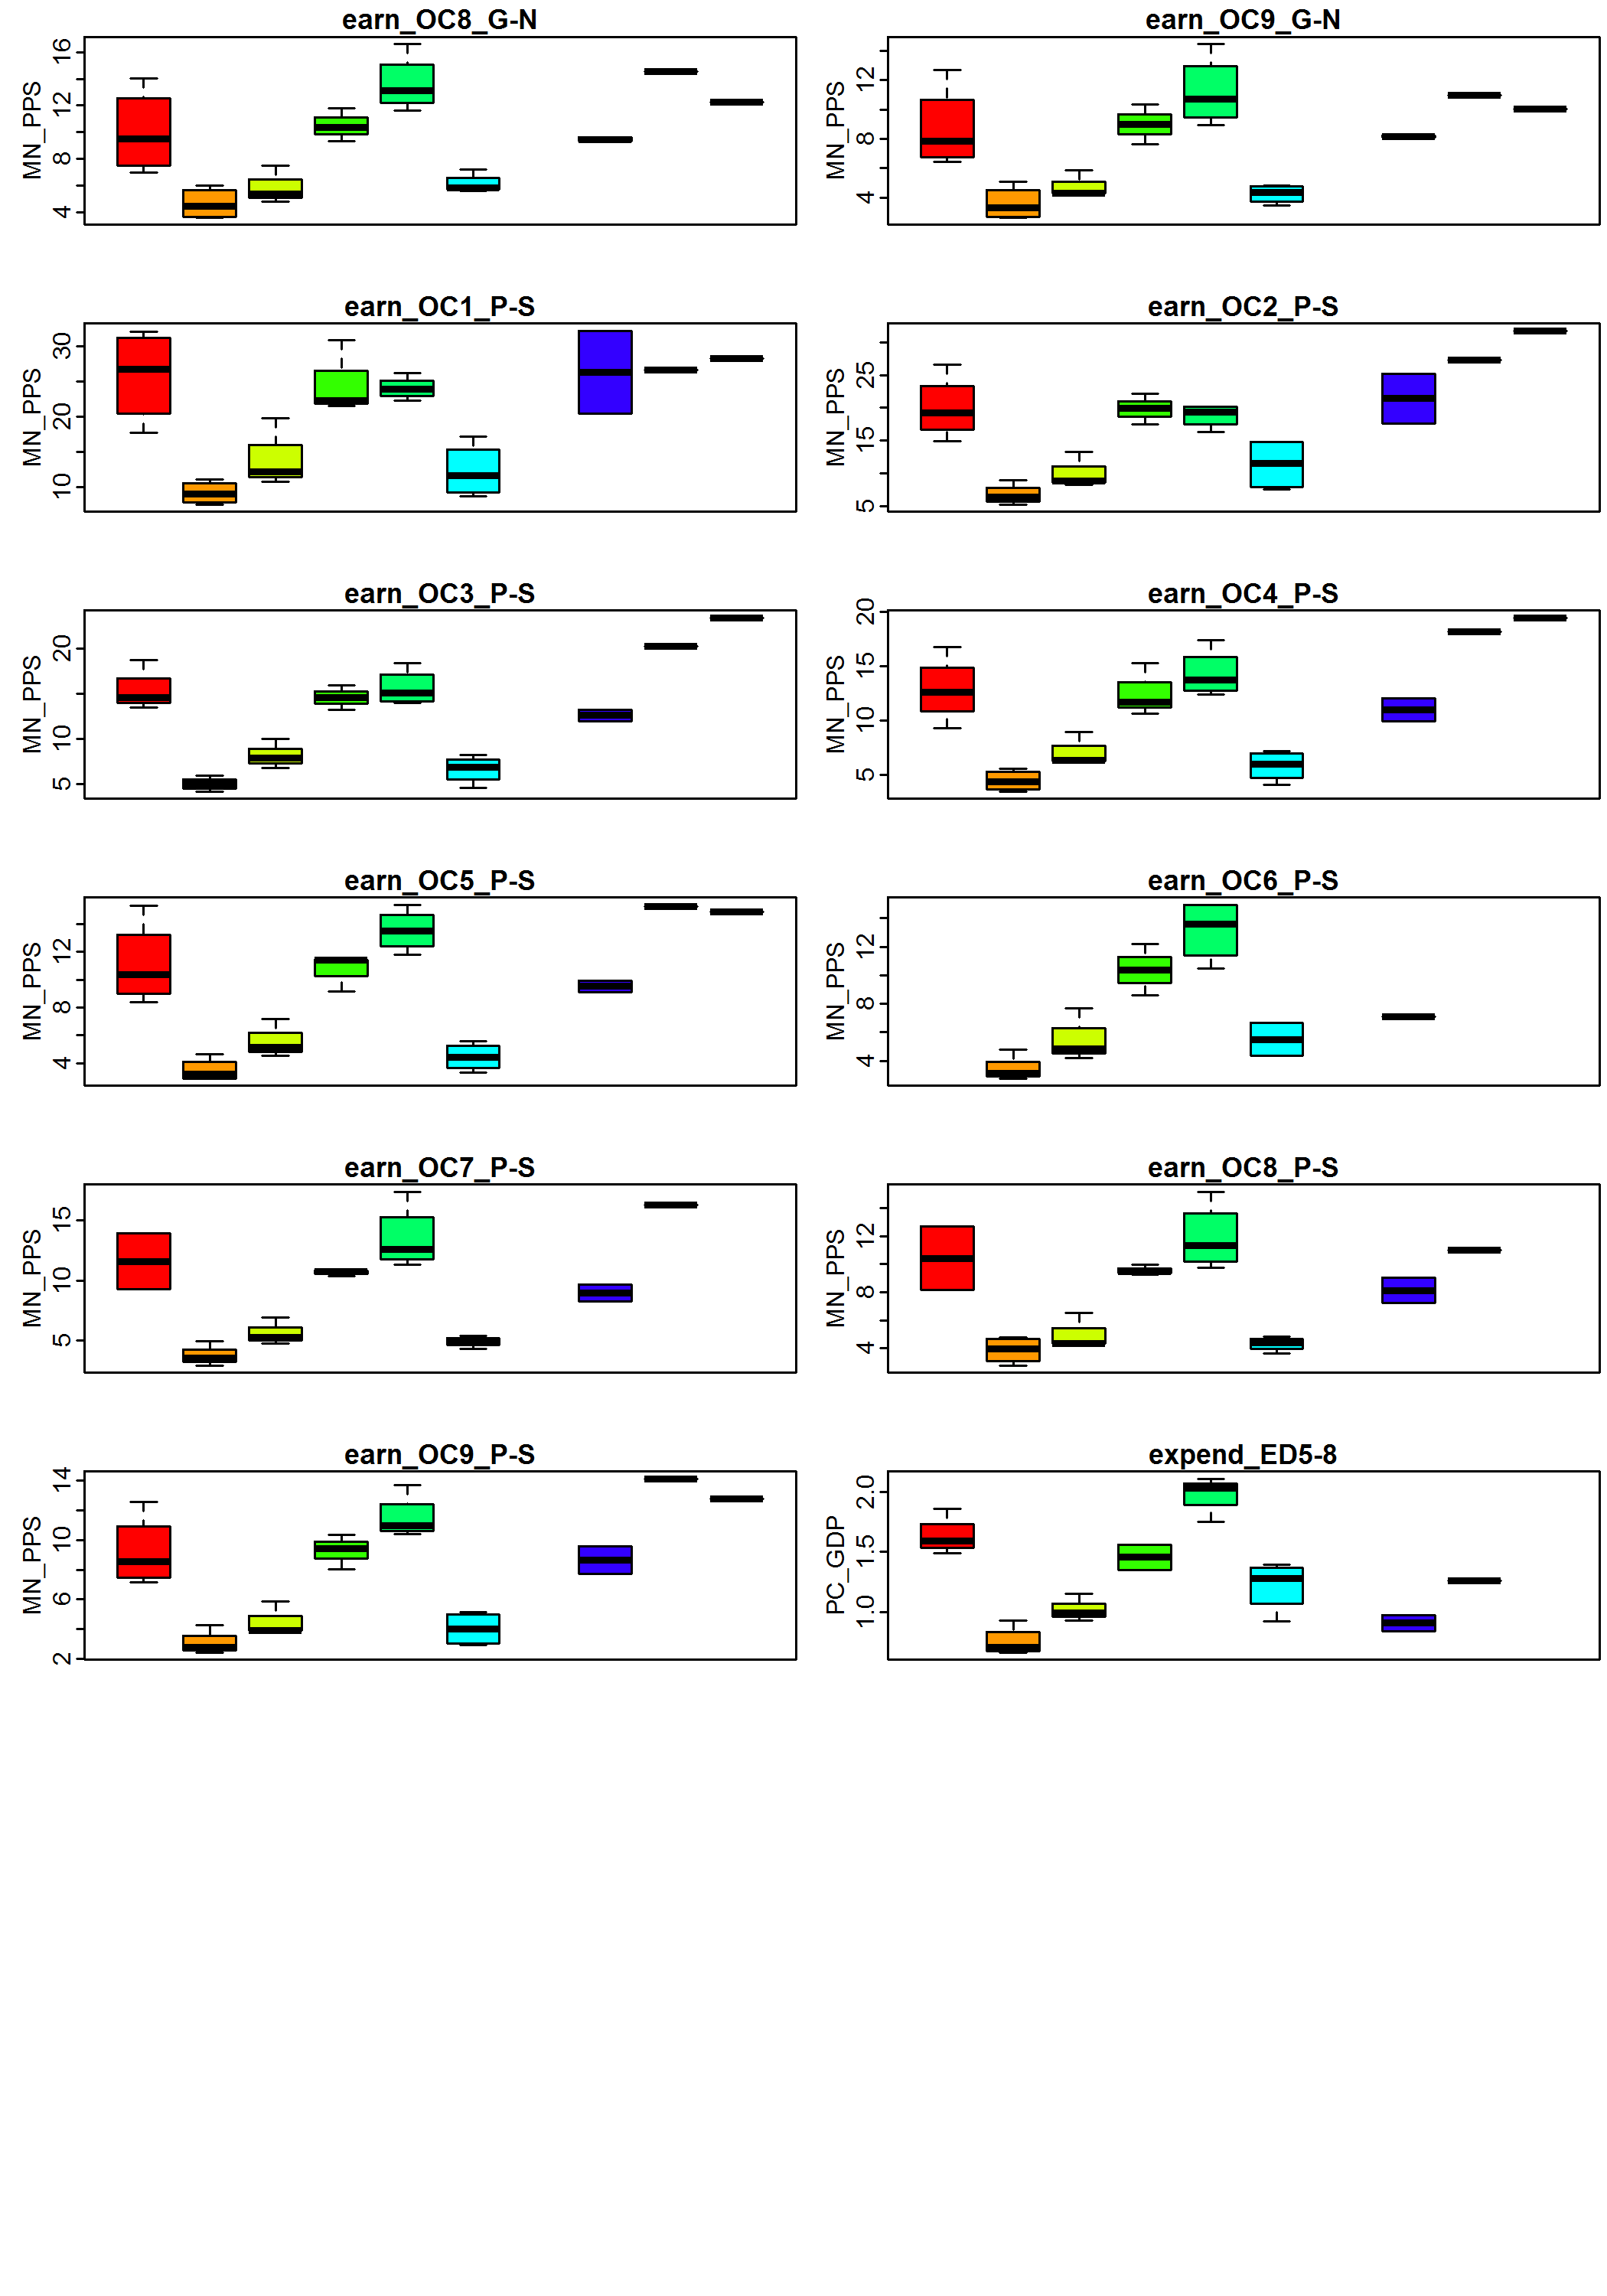 earn_OC8_G-N
MN_PPS
4 8 12 16
earn_OC9_G-N
MN_PPS
4 8 12
earn_OC1_P-S
MN_PPS
10 20 30
earn_OC2_P-S
MN_PPS
5 15 25
earn_OC3_P-S
MN_PPS
5 10 20
earn_OC4_P-S
MN_PPS
5 10 15 20
earn_OC5_P-S
MN_PPS
4 8 12
earn_OC6_P-S
MN_PPS
4 8 12
earn_OC7_P-S
MN_PPS
5 10 15
earn_OC8_P-S
MN_PPS
4 8 12
earn_OC9_P-S
MN_PPS
2 6 10 14
expend_ED5-8
PC_GDP
1.0 1.5 2.0